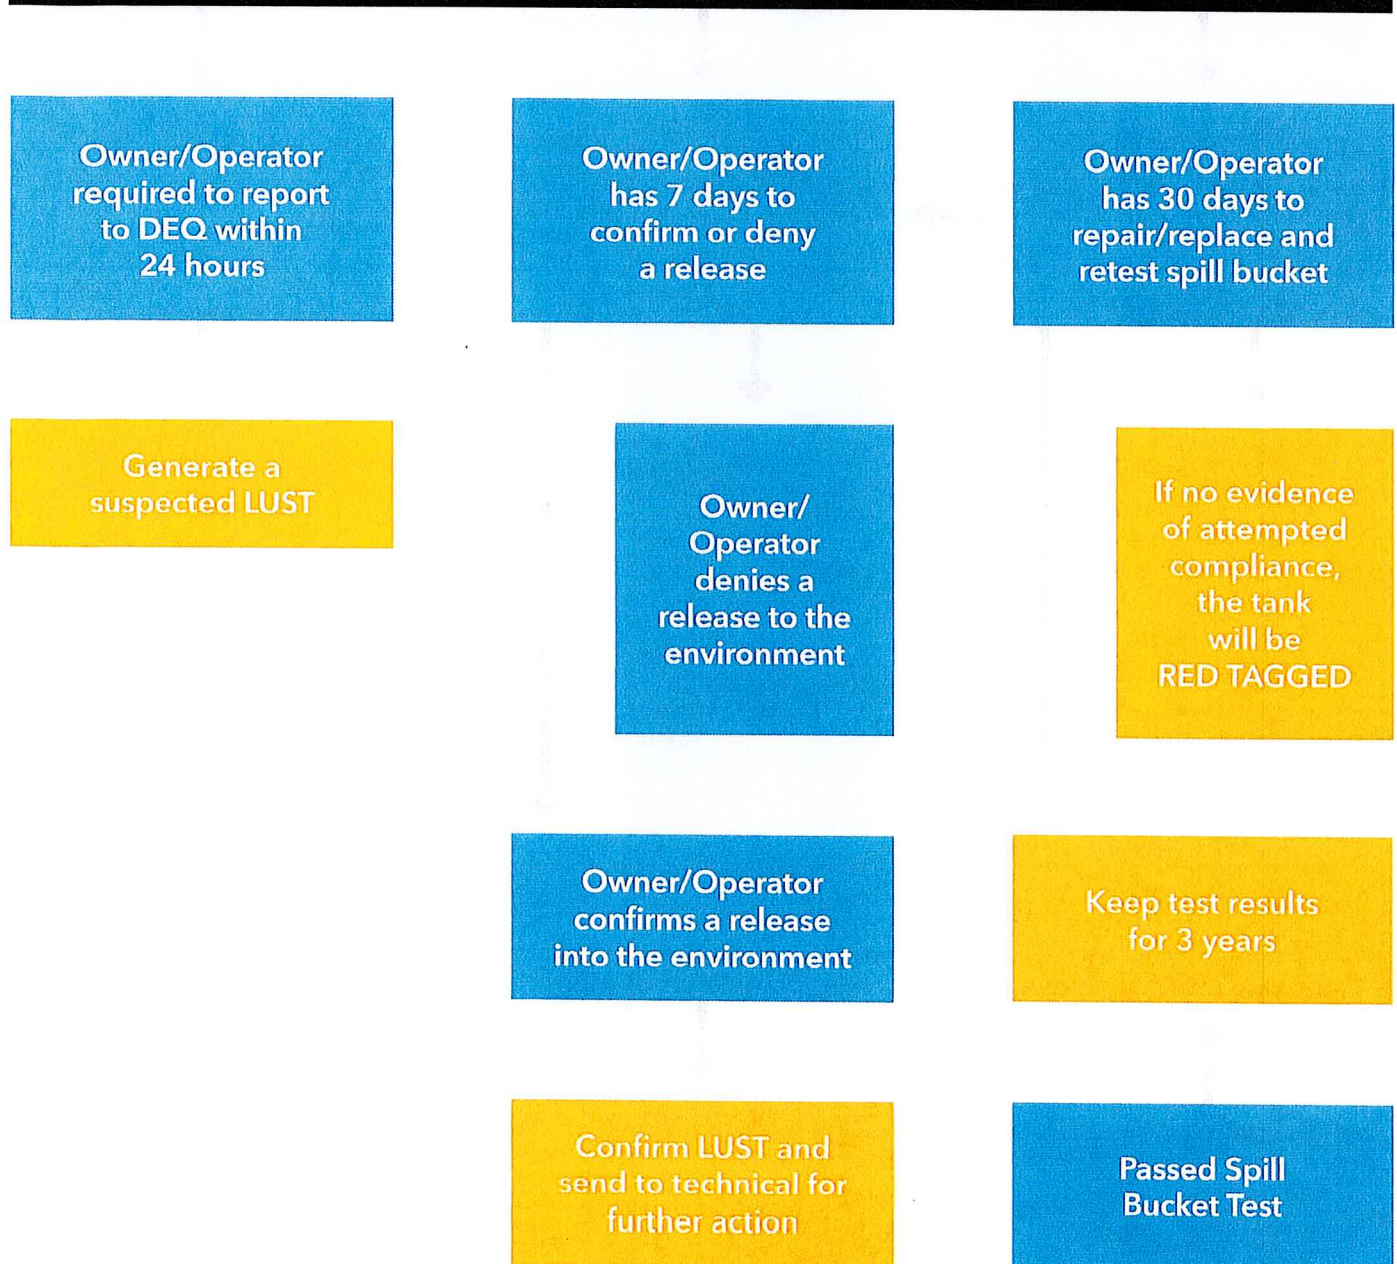 Owner/Operator
required to report
to DEQ within
24 hours
Owner/Operator
has 7 days to
confirm or deny
a release
Owner/Operator
has 30 days to
repair/replace and
retest spill bucket
Generate a
suspected LUST
Owner/
Operator
denies a
release to the
environment
If no evidence
of attempted
compliance,
the tank
will be
RED TAGGED
Owner/Operator
confirms a release
into the environment
Keep test results
for 3 years
Confirm LUST and
send to technical for
further action
Passed Spill
Bucket Test